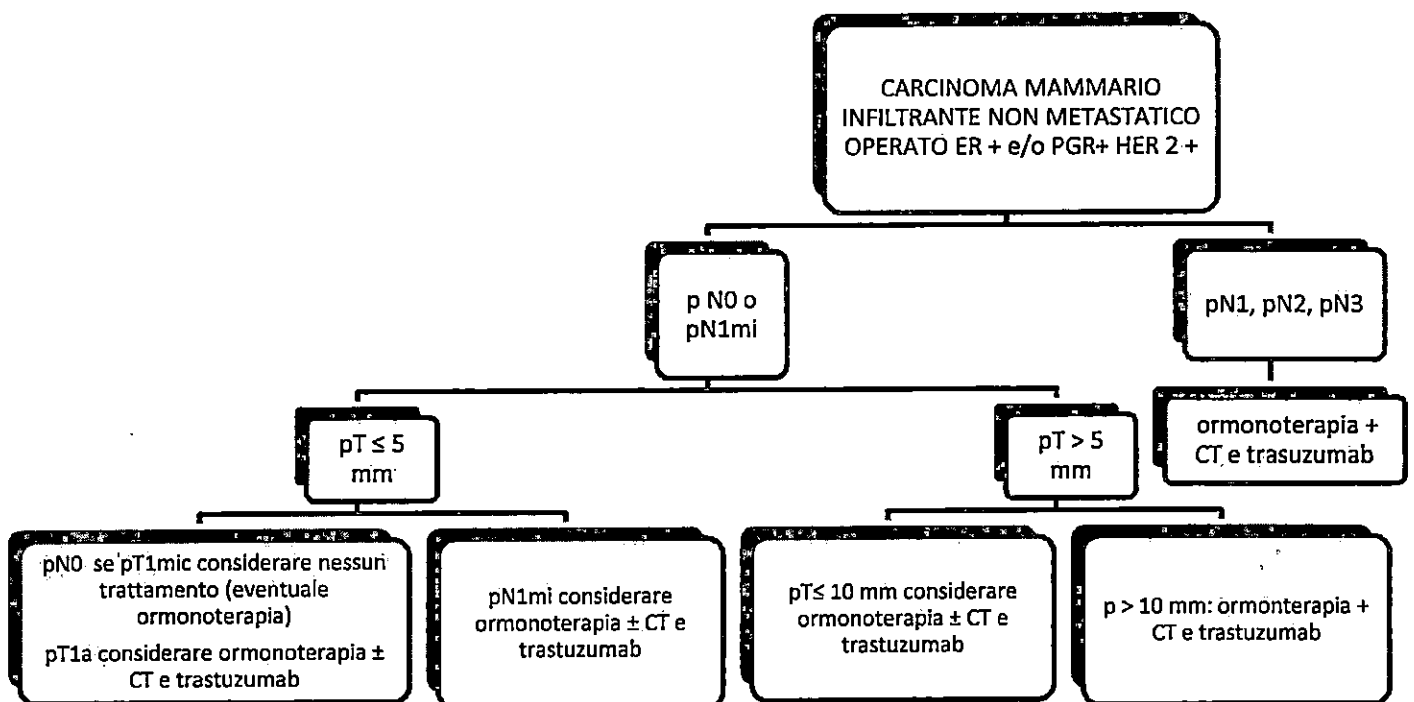 CARCINOMA MAMMARIO
INFILTRANTE NON METASTATICO
OPERATO ER + e/o PGR+ HER 2 +
p N0 o
pN1mi
pN1, pN2, pN3
pT ≤ 5
mm
pT > 5
mm
ormonoterapia +
CT e trasuzumab
pN0 se pT1mic considerare nessun
trattamento (eventuale
ormonoterapia)
pT1a considerare ormonoterapia ±
CT e trastuzumab
pN1mi considerare
ormonoterapia ± CT e
trastuzumab
pT≤ 10 mm considerare
ormonoterapia ± CT e
trastuzumab
p > 10 mm: ormonterapia +
CT e trastuzumab